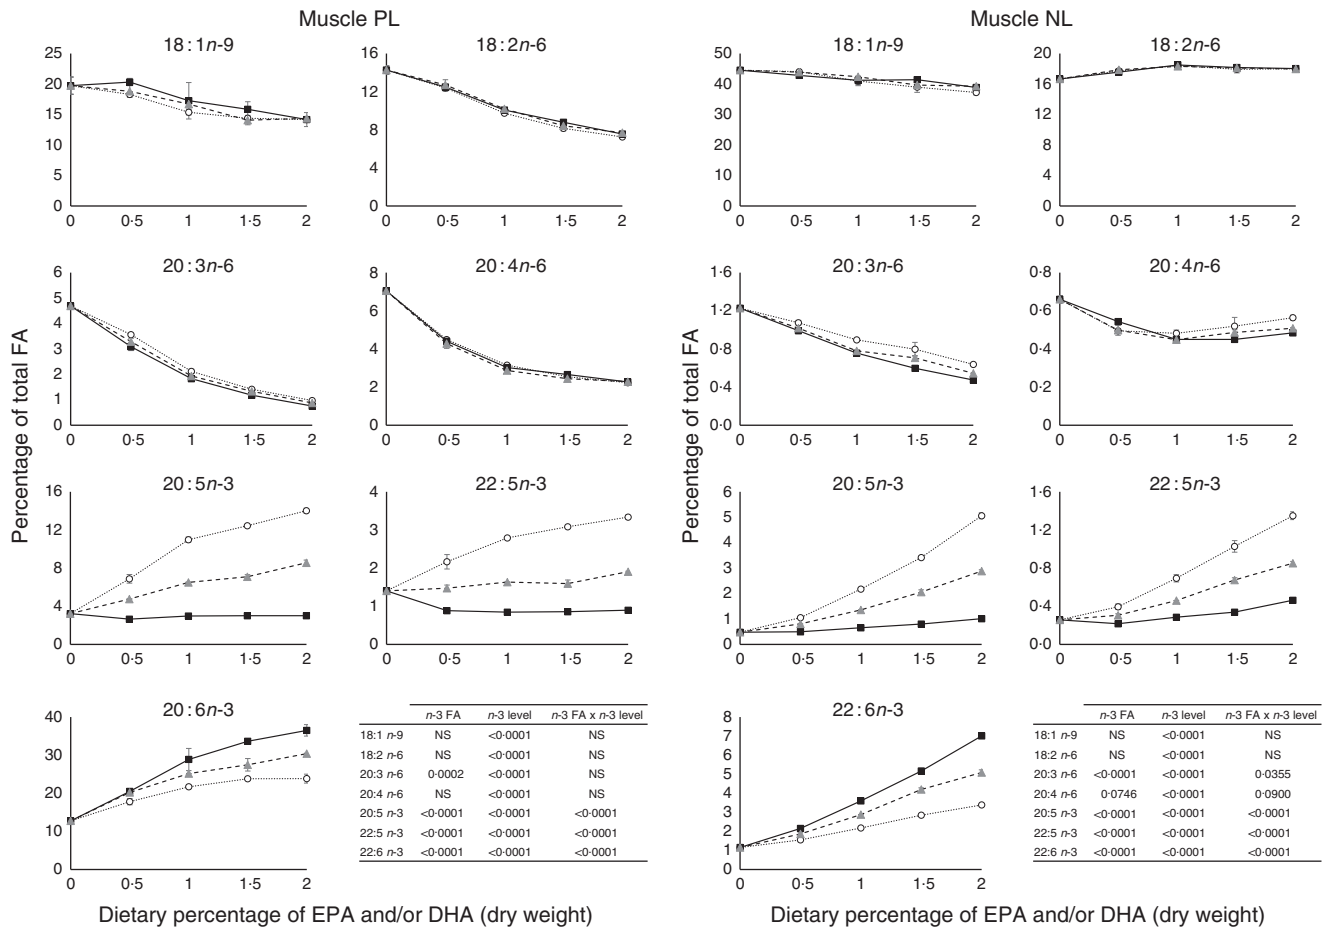 Muscle PL
Muscle NL
Percentage of total FA
18 : 1n-9
25
20
15
10
5
0
0 0·5 1 1·5 2
18 : 2n-6
16
12
8
4
0
0 0·5 1 1·5 2
20 : 3n-6
6
5
4
3
2
1
0
0 0·5 1 1·5 2
20 : 4n-6
8
6
4
2
0
0 0·5 1 1·5 2
20 : 5n-3
16
12
8
4
0
0 0·5 1 1·5 2
22 : 5n-3
4
3
2
1
0
0 0·5 1 1·5 2
20 : 6n-3
40
30
20
10
0
0 0·5 1 1·5 2
n-3 FA n-3 level n-3 FA x n-3 level
18:1 n-9 NS <0·0001 NS
18:2 n-6 NS <0·0001 NS
20:3 n-6 0·0002 <0·0001 NS
20:4 n-6 NS <0·0001 NS
20:5 n-3 <0·0001 <0·0001 <0·0001
22:5 n-3 <0·0001 <0·0001 <0·0001
22:6 n-3 <0·0001 <0·0001 <0·0001
Dietary percentage of EPA and/or DHA (dry weight)
Percentage of total FA
18 : 1n-9
50
40
30
20
10
0
0 0·5 1 1·5 2
18 : 2n-6
20
16
12
8
4
0
0 0·5 1 1·5 2
20 : 3n-6
1·6
1·2
0·8
0·4
0·0
0 0·5 1 1·5 2
20 : 4n-6
0·8
0·6
0·4
0·2
0
0 0·5 1 1·5 2
20 : 5n-3
6
5
4
3
2
1
0
0 0·5 1 1·5 2
22 : 5n-3
1·6
1·2
0·8
0·4
0·0
0 0·5 1 1·5 2
22 : 6n-3
8
7
6
5
4
3
2
1
0
0 0·5 1 1·5 2
n-3 FA n-3 level n-3 FA x n-3 level
18:1 n-9 NS <0·0001 NS
18:2 n-6 NS <0·0001 NS
20:3 n-6 <0·0001 <0·0001 0·0355
20:4 n-6 0·0746 <0·0001 0·0900
20:5 n-3 <0·0001 <0·0001 <0·0001
22:5 n-3 <0·0001 <0·0001 <0·0001
22:6 n-3 <0·0001 <0·0001 <0·0001
Dietary percentage of EPA and/or DHA (dry weight)